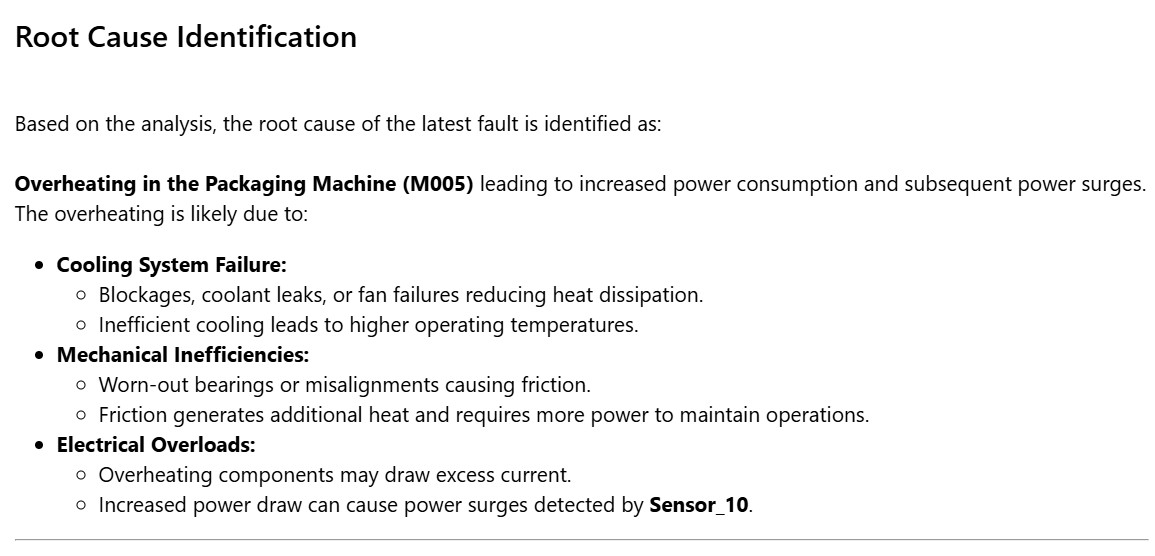 Root Cause Identification
Based on the analysis, the root cause of the latest fault is identified as:
Overheating in the Packaging Machine (M005) leading to increased power consumption and subsequent power surges.
The overheating is likely due to:
• Cooling System Failure:
○ Blockages, coolant leaks, or fan failures reducing heat dissipation.
○ Inefficient cooling leads to higher operating temperatures.
• Mechanical Inefficiencies:
○ Worn-out bearings or misalignments causing friction.
○ Friction generates additional heat and requires more power to maintain operations.
• Electrical Overloads:
○ Overheating components may draw excess current.
○ Increased power draw can cause power surges detected by Sensor_10.